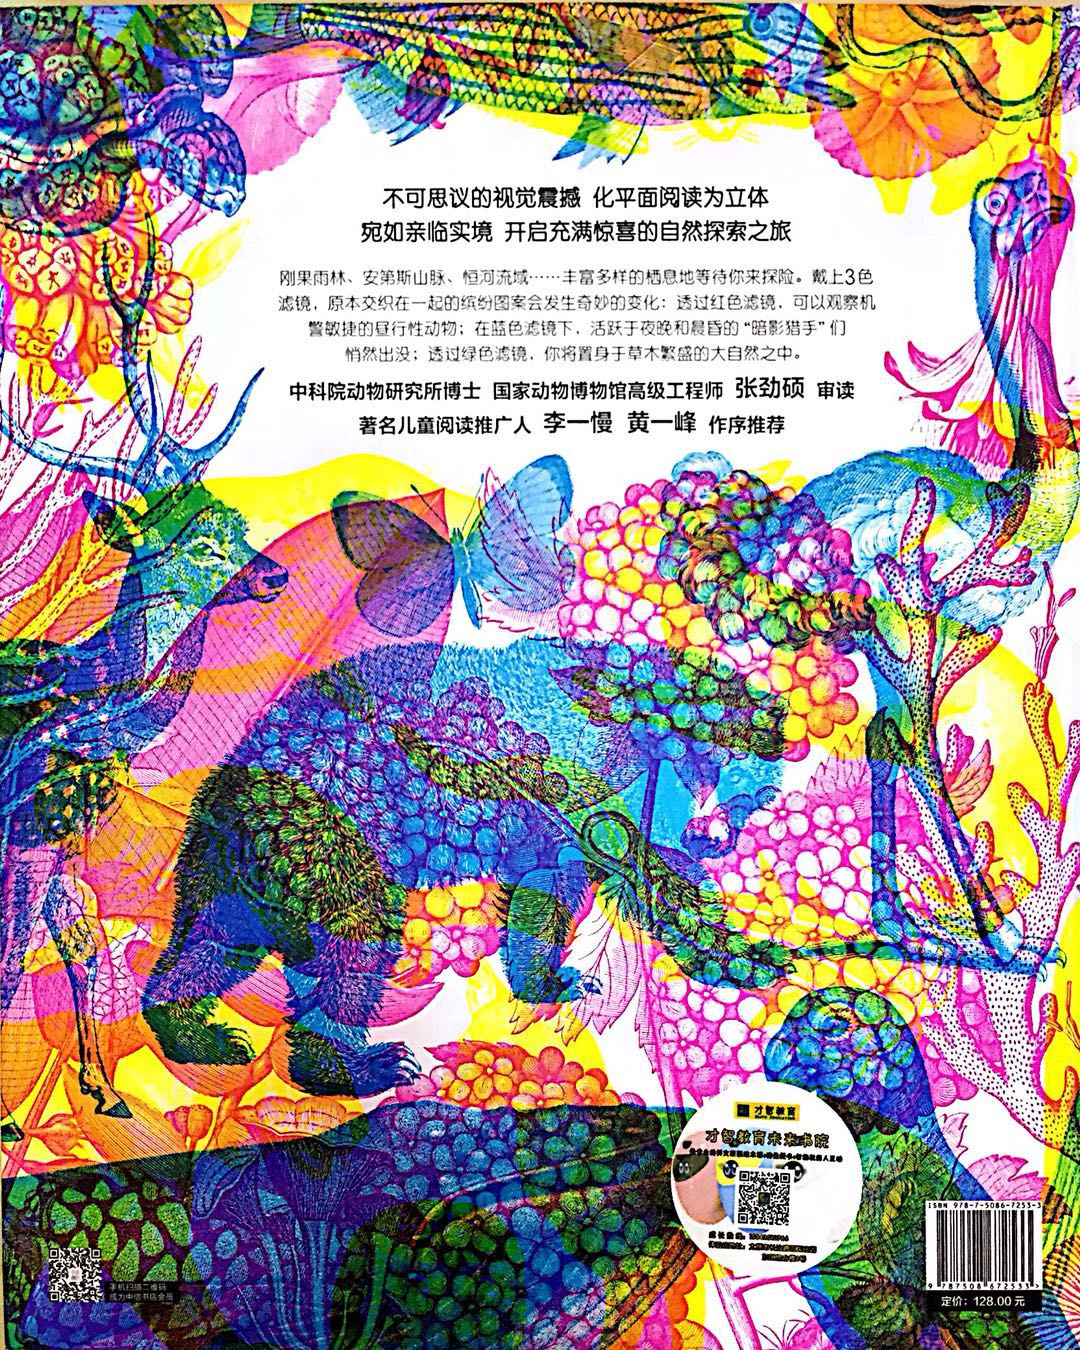 不可思议的视觉震撼 化平面阅读为立体
宛如亲临实境 开启充满惊喜的自然探索之旅
刚果雨林、安第斯山脉、恒河流域……丰富多样的栖息地等待你来探险。戴上3色
滤镜，原本交织在一起的缤纷图案会发生奇妙的变化：透过红色滤镜，可以观察机
警敏捷的昼行性动物；在蓝色滤镜下，活跃于夜晚和晨昏的“暗影猎手”们
悄然出没；透过绿色滤镜，你将置身于草木繁盛的大自然之中。
中科院动物研究所博士 国家动物博物馆高级工程师 张劲硕 审读
著名儿童阅读推广人 李一慢 黄一峰 作序推荐
才智教育
才智教育未来书院
成长热线：
手机扫描二维码
成为中信书店会员
ISBN 978-7-5086-7253-3
9 787508 672533 >
定价：128.00 元